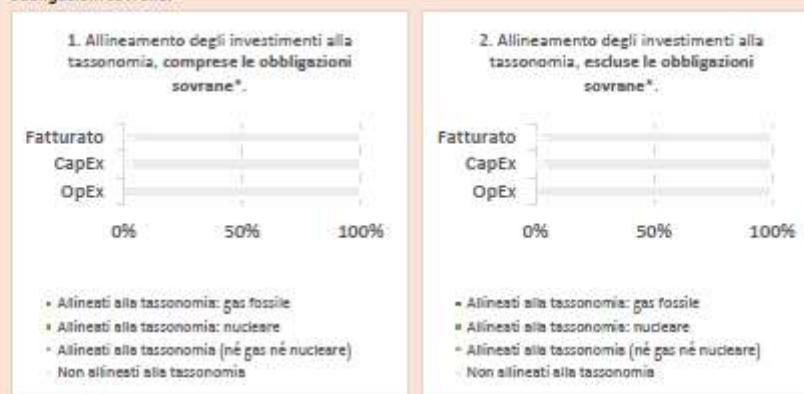 1. Allineamento degli investimenti alla
tassonomia, comprese le obbligazioni
sovrane*.
Fatturato
CapEx
OpEx
0% 50% 100%
▪ Allineati alla tassonomia: gas fossile
▪ Allineati alla tassonomia: nucleare
▪ Allineati alla tassonomia (né gas né nucleare)
Non allineati alla tassonomia
2. Allineamento degli investimenti alla
tassonomia, escluse le obbligazioni
sovrane*.
Fatturato
CapEx
OpEx
0% 50% 100%
▪ Allineati alla tassonomia: gas fossile
▪ Allineati alla tassonomia: nucleare
▪ Allineati alla tassonomia (né gas né nucleare)
Non allineati alla tassonomia